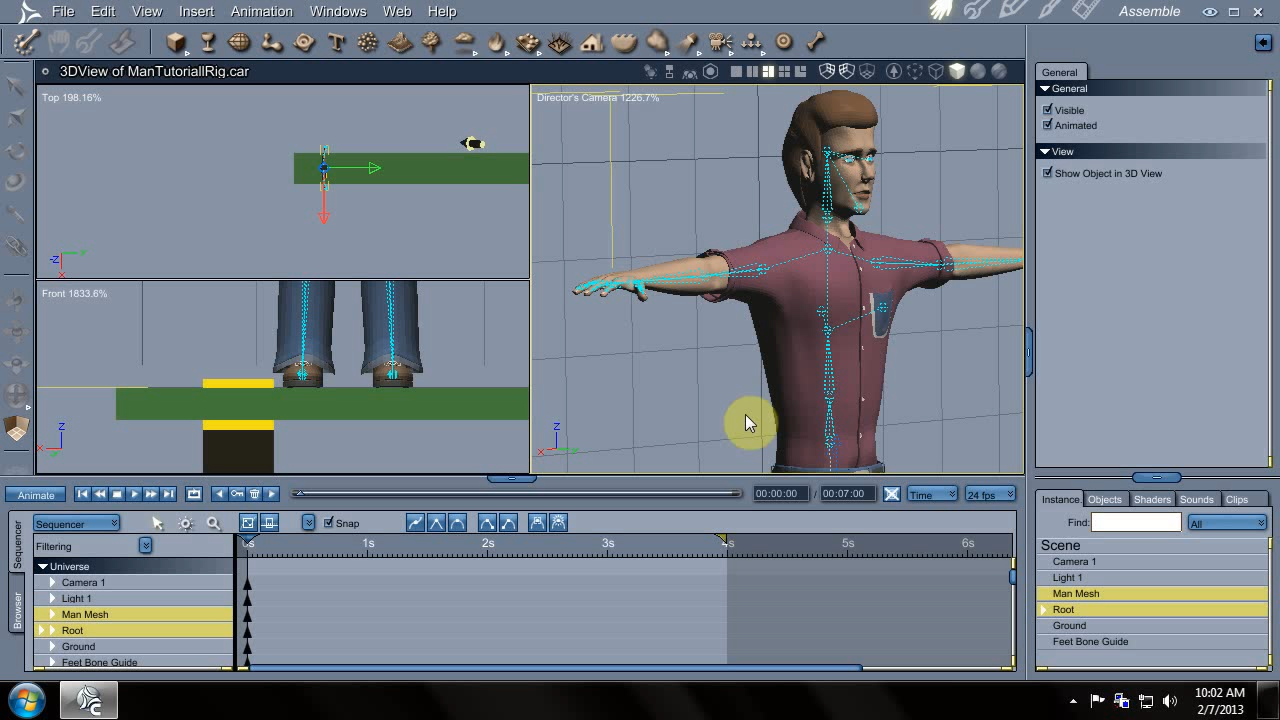 File Edit View Insert Animation Windows Web Help Assemble
3DView of ManTutorialIRig.car
Top 198.16%
Director's Camera 1226.7%
Front 1833.6%
-Z Y
X
Z
X Y
Z
X Y
General
General
Visible
Animated
View
Show Object in 3D View
Animate 00:00:00 / 00:07:00 Time 24 fps
Sequencer Snap
Filtering 0s 1s 2s 3s 4s 5s 6s
Universe
Camera 1
Light 1
Man Mesh
Root
Ground
Feet Bone Guide
Sequencer
Browser
Instance Objects Shaders Sounds Clips
Find: All
Scene
Camera 1
Light 1
Man Mesh
Root
Ground
Feet Bone Guide
10:02 AM
2/7/2013